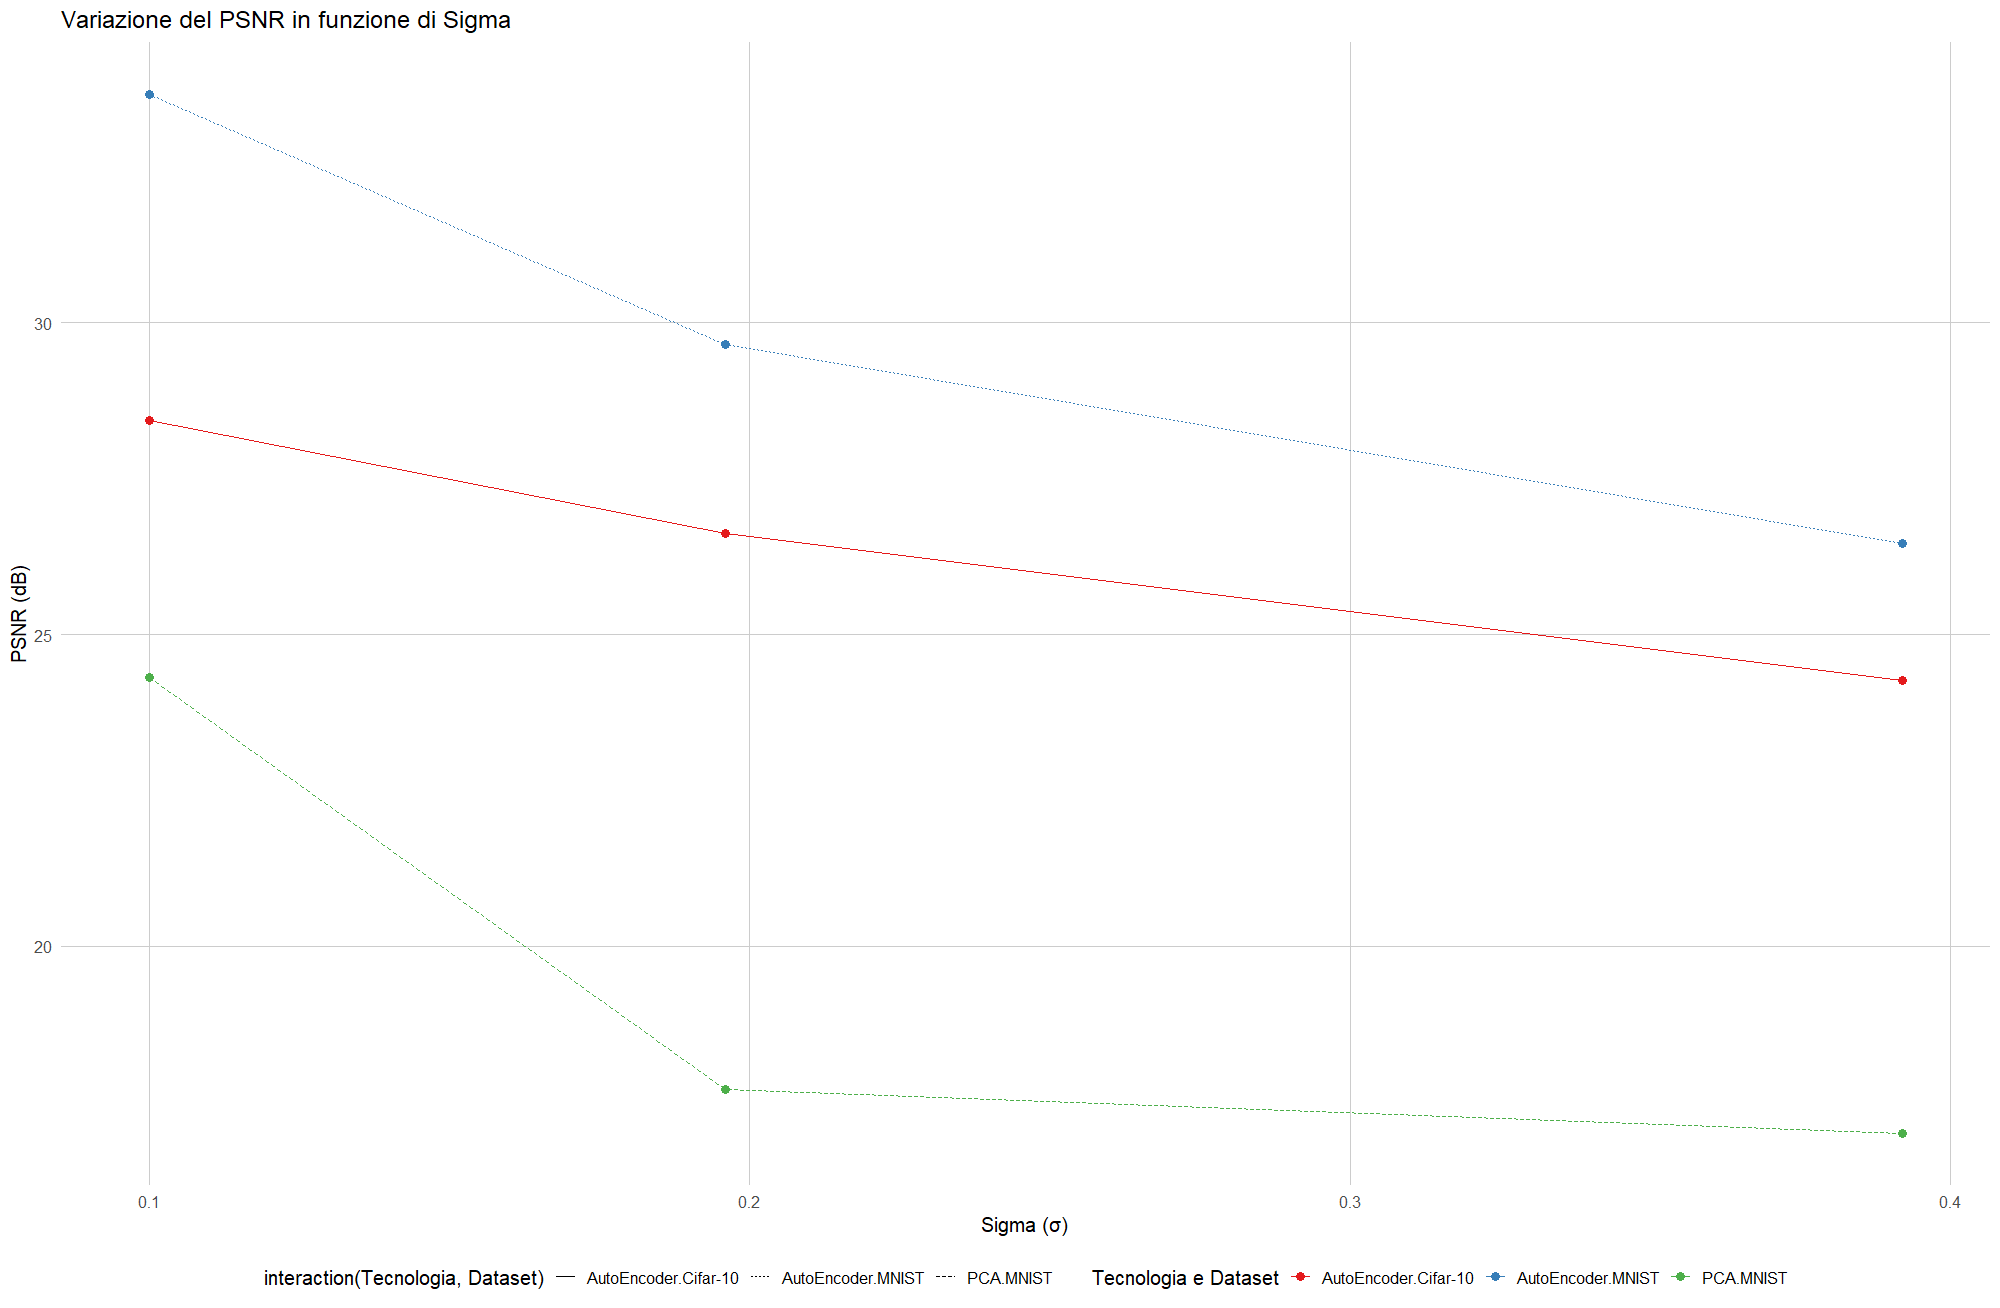 Variazione del PSNR in funzione di Sigma
PSNR (dB)
30
25
20
0.1 0.2 0.3 0.4
Sigma (σ)
interaction(Tecnologia, Dataset) AutoEncoder.Cifar-10 AutoEncoder.MNIST PCA.MNIST Tecnologia e Dataset AutoEncoder.Cifar-10 AutoEncoder.MNIST PCA.MNIST